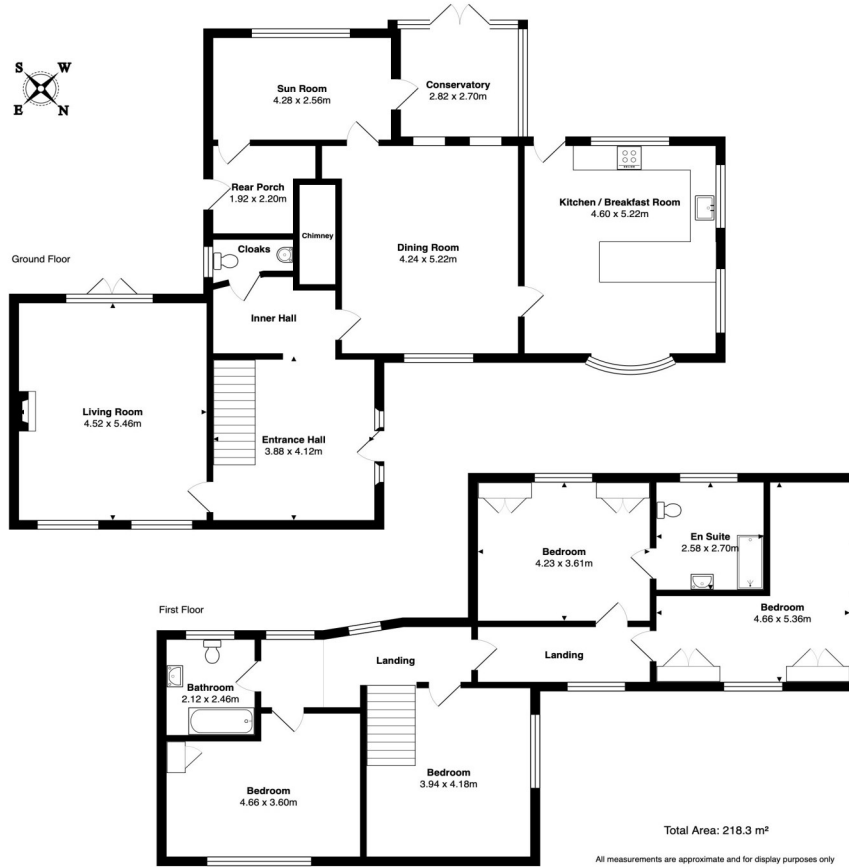 S W
E N
Sun Room
4.28 x 2.56m
Conservatory
2.82 x 2.70m
Rear Porch
1.92 x 2.20m
Kitchen / Breakfast Room
4.60 x 5.22m
Chimney
Cloaks
Dining Room
4.24 x 5.22m
Ground Floor
Inner Hall
Living Room
4.52 x 5.46m
Entrance Hall
3.88 x 4.12m
En Suite
2.58 x 2.70m
Bedroom
4.23 x 3.61m
Bedroom
4.66 x 5.36m
First Floor
Landing
Landing
Bathroom
2.12 x 2.46m
Bedroom
4.66 x 3.60m
Bedroom
3.94 x 4.18m
Total Area: 218.3 m²
All measurements are approximate and for display purposes only